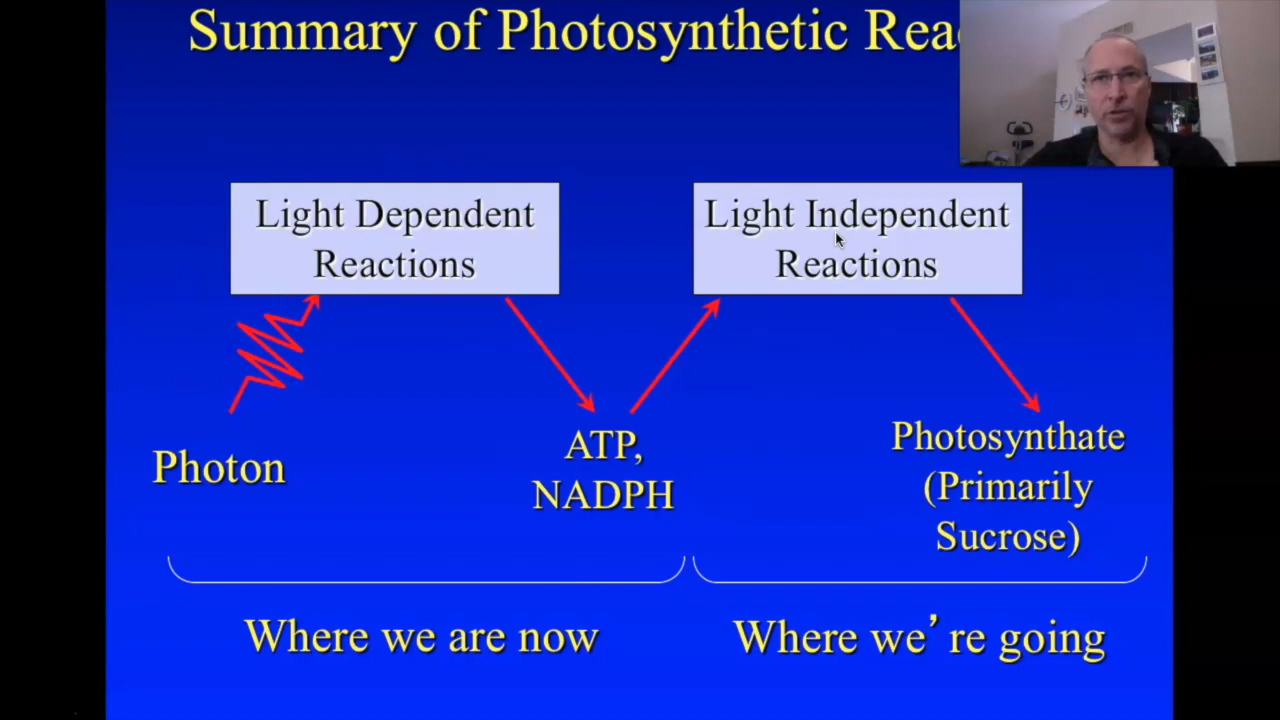 Summary of Photosynthetic Rea
Light Dependent
Reactions
Light Independent
Reactions
Photon
ATP,
NADPH
Photosynthate
(Primarily
Sucrose)
Where we are now
Where we’re going